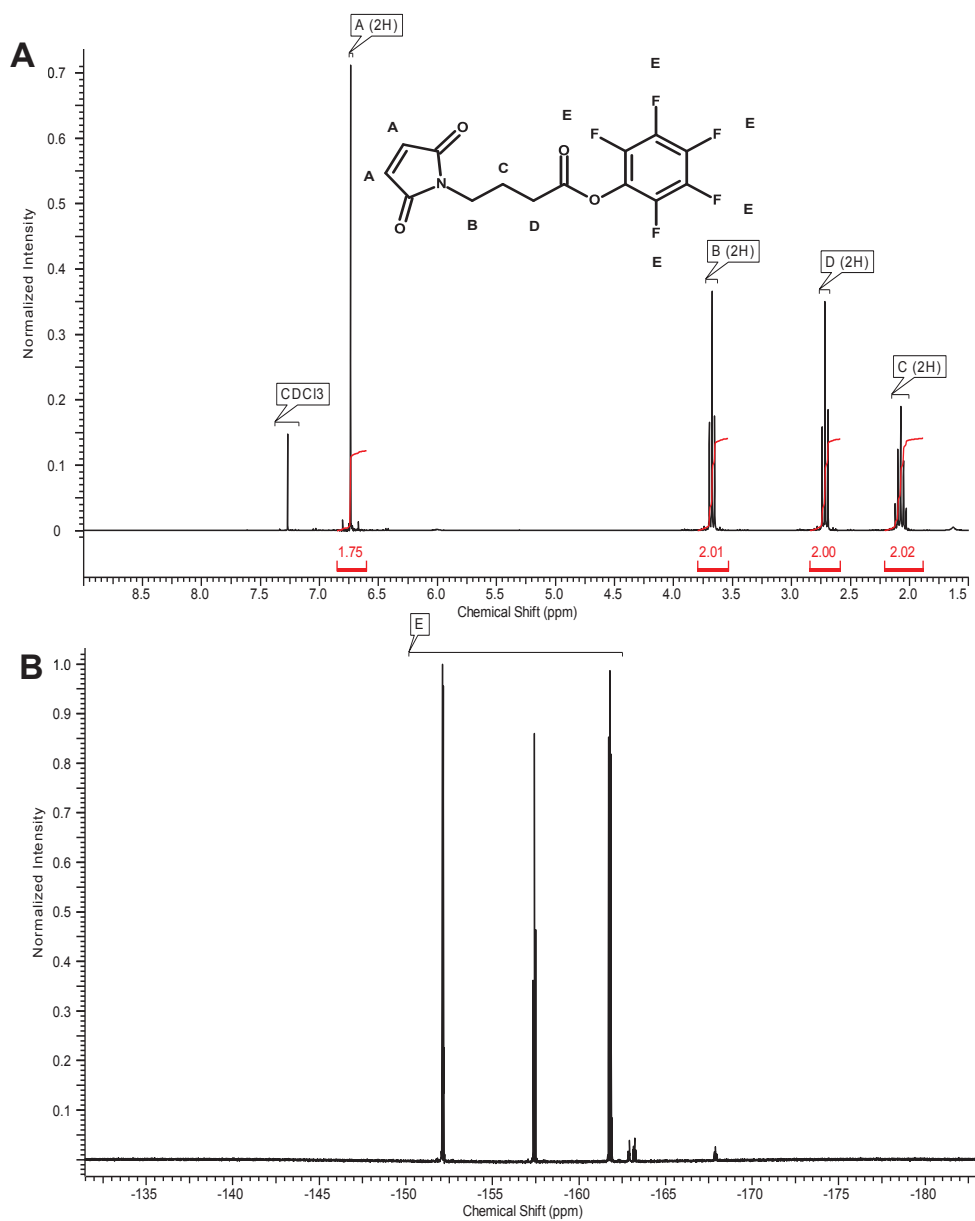 A
A (2H)
E
F
E
F
F
E
O
O
A
C
A
N
O
F
F
E
O
B
D
F
E
B (2H)
D (2H)
C (2H)
CDCl3
Normalized Intensity
0.7
0.6
0.5
0.4
0.3
0.2
0.1
0
1.75
2.01
2.00
2.02
8.5
8.0
7.5
7.0
6.5
6.0
5.5
5.0
4.5
4.0
3.5
3.0
2.5
2.0
1.5
Chemical Shift (ppm)
B
E
Normalized Intensity
1.0
0.9
0.8
0.7
0.6
0.5
0.4
0.3
0.2
0.1
-135
-140
-145
-150
-155
-160
-165
-170
-175
-180
Chemical Shift (ppm)